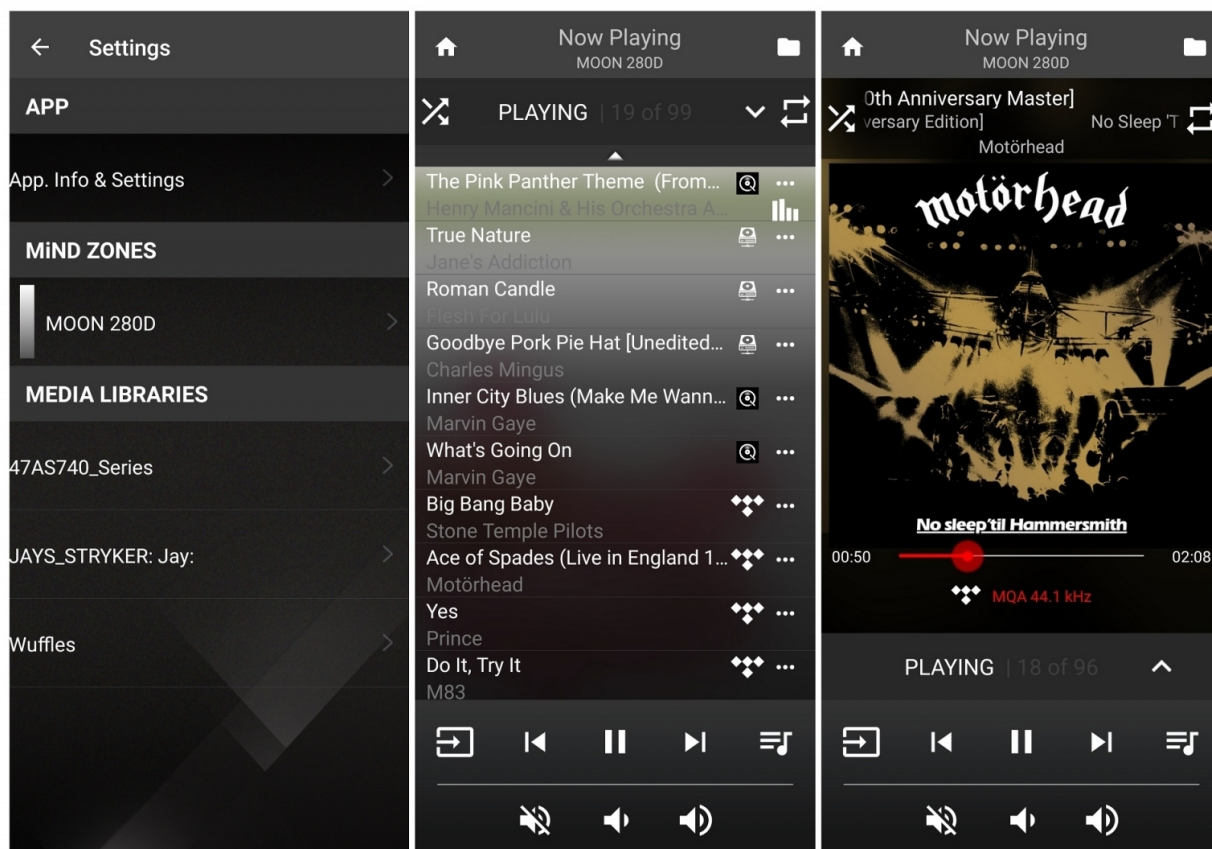 Settings
APP
App. Info & Settings
MiND ZONES
MOON 280D
MEDIA LIBRARIES
47AS740_Series
JAYS_STRYKER: Jay:
Wuffles
Now Playing
MOON 280D
PLAYING | 19 of 99
The Pink Panther Theme (From...
Henry Mancini & His Orchestra A...
True Nature
Jane's Addiction
Roman Candle
Flesh For Lulu
Goodbye Pork Pie Hat [Unedited...
Charles Mingus
Inner City Blues (Make Me Wann...
Marvin Gaye
What's Going On
Marvin Gaye
Big Bang Baby
Stone Temple Pilots
Ace of Spades (Live in England 1...
Motörhead
Yes
Prince
Do It, Try It
M83
Now Playing
MOON 280D
0th Anniversary Master]
versary Edition] No Sleep 'T
Motörhead
motörhead
No sleep 'til Hammersmith
00:50 02:08
MQA 44.1 kHz
PLAYING | 18 of 96